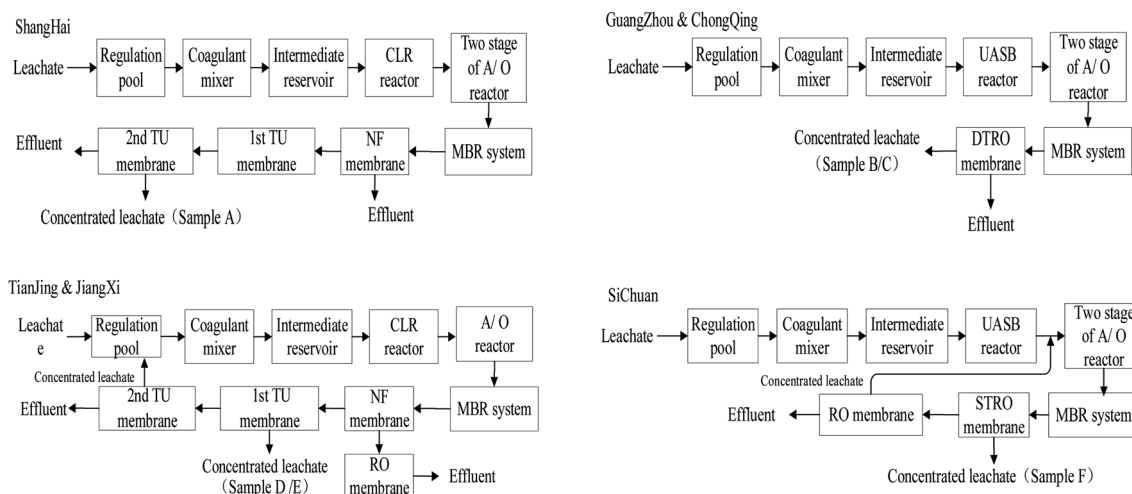 ShangHai
Leachate
Regulation
pool
Coagulant
mixer
Intermediate
reservoir
CLR
reactor
Two stage
of A/ O
reactor
Effluent
2nd TU
membrane
1st TU
membrane
NF
membrane
MBR system
Concentrated leachate（Sample A）
Effluent
GuangZhou & ChongQing
Leachate
Regulation
pool
Coagulant
mixer
Intermediate
reservoir
UASB
reactor
Two stage
of A/ O
reactor
Concentrated leachate
（Sample B/C）
DTRO
membrane
MBR system
Effluent
TianJing & JiangXi
Leachat
e
Regulation
pool
Coagulant
mixer
Intermediate
reservoir
CLR
reactor
A/ O
reactor
Concentrated leachate
Effluent
2nd TU
membrane
1st TU
membrane
NF
membrane
MBR system
Concentrated leachate
（Sample D /E）
RO
membrane
Effluent
SiChuan
Leachate
Regulation
pool
Coagulant
mixer
Intermediate
reservoir
UASB
reactor
Two stage
of A/ O
reactor
Concentrated leachate
Effluent
RO membrane
STRO
membrane
MBR system
Concentrated leachate（Sample F）